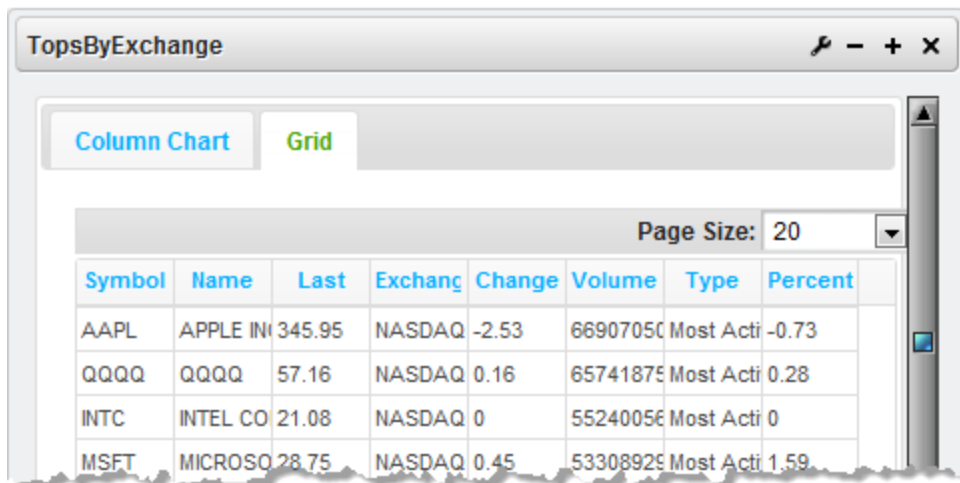 TopsByExchange
Column Chart Grid
Page Size: 20
Symbol Name Last Exchang Change Volume Type Percent
AAPL APPLE IN 345.95 NASDAQ -2.53 66907050 Most Acti -0.73
QQQQ QQQQ 57.16 NASDAQ 0.16 65741875 Most Acti 0.28
INTC INTEL CO 21.08 NASDAQ 0 55240056 Most Acti 0
MSFT MICROSO 28.75 NASDAQ 0.45 53308929 Most Acti 1.59